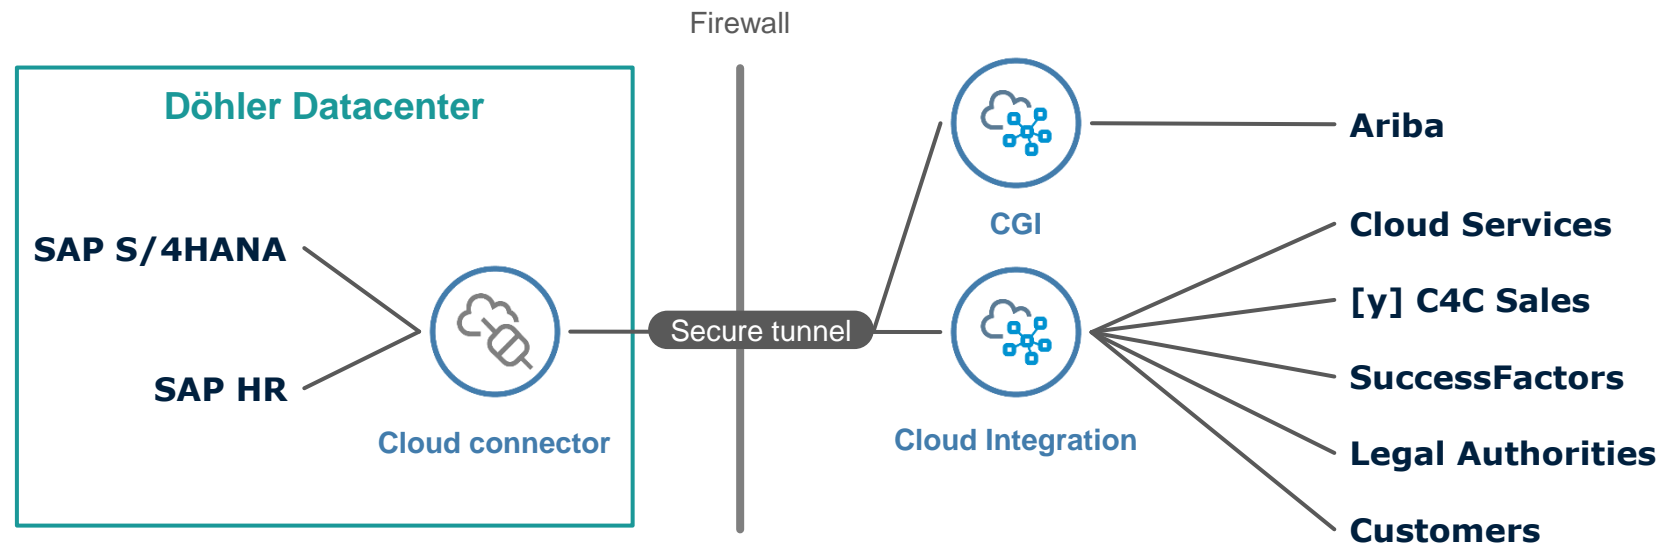 Firewall
Döhler Datacenter
SAP S/4HANA
SAP HR
Cloud connector
Secure tunnel
CGI
Cloud Integration
Ariba
Cloud Services
[y] C4C Sales
SuccessFactors
Legal Authorities
Customers